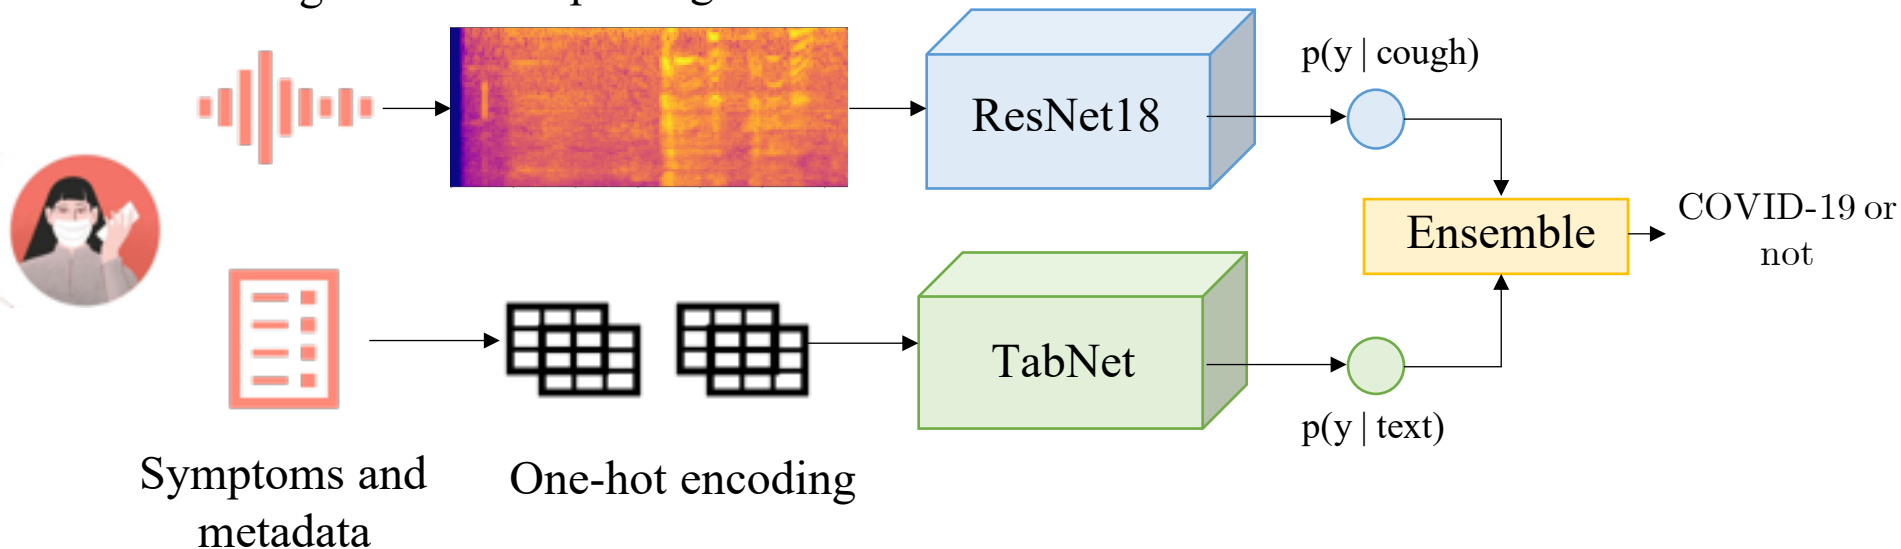 ResNet18
p(y | cough)
Ensemble
COVID-19 or
not
TabNet
p(y | text)
Symptoms and
metadata
One-hot encoding